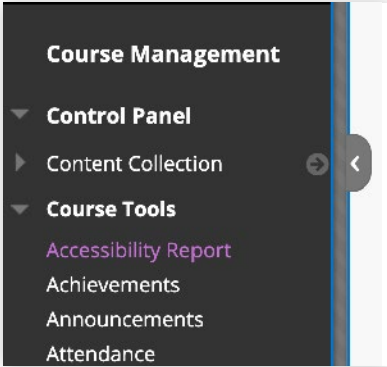 Course Management
Control Panel
Content Collection
Course Tools
Accessibility Report
Achievements
Announcements
Attendance